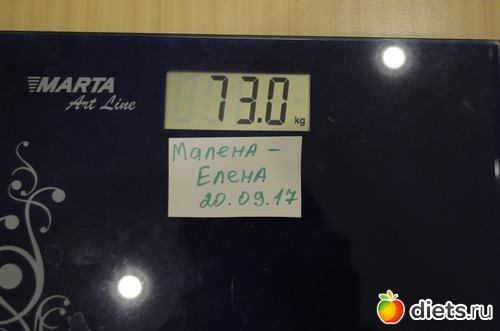 MARTA
Art Line
73.0 kg
Малена -
Елена
20.09.17
diets.ru